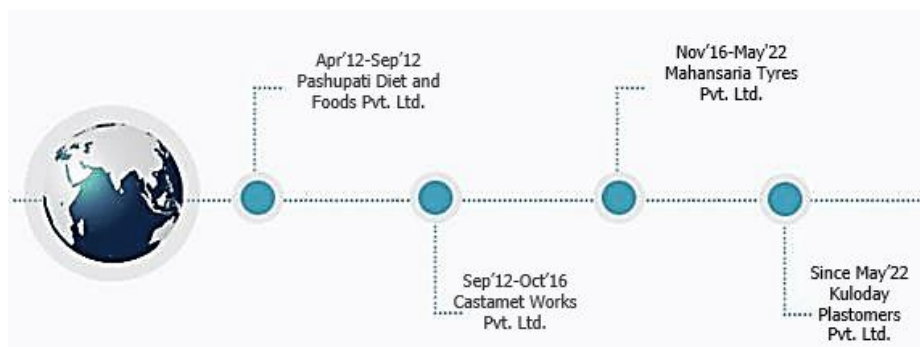 Apr'12-Sep'12
Pashupati Diet and
Foods Pvt. Ltd.
Sep'12-Oct'16
Castamet Works
Pvt. Ltd.
Nov'16-May'22
Mahansaria Tyres
Pvt. Ltd.
Since May'22
Kuloday
Plastomers
Pvt. Ltd.